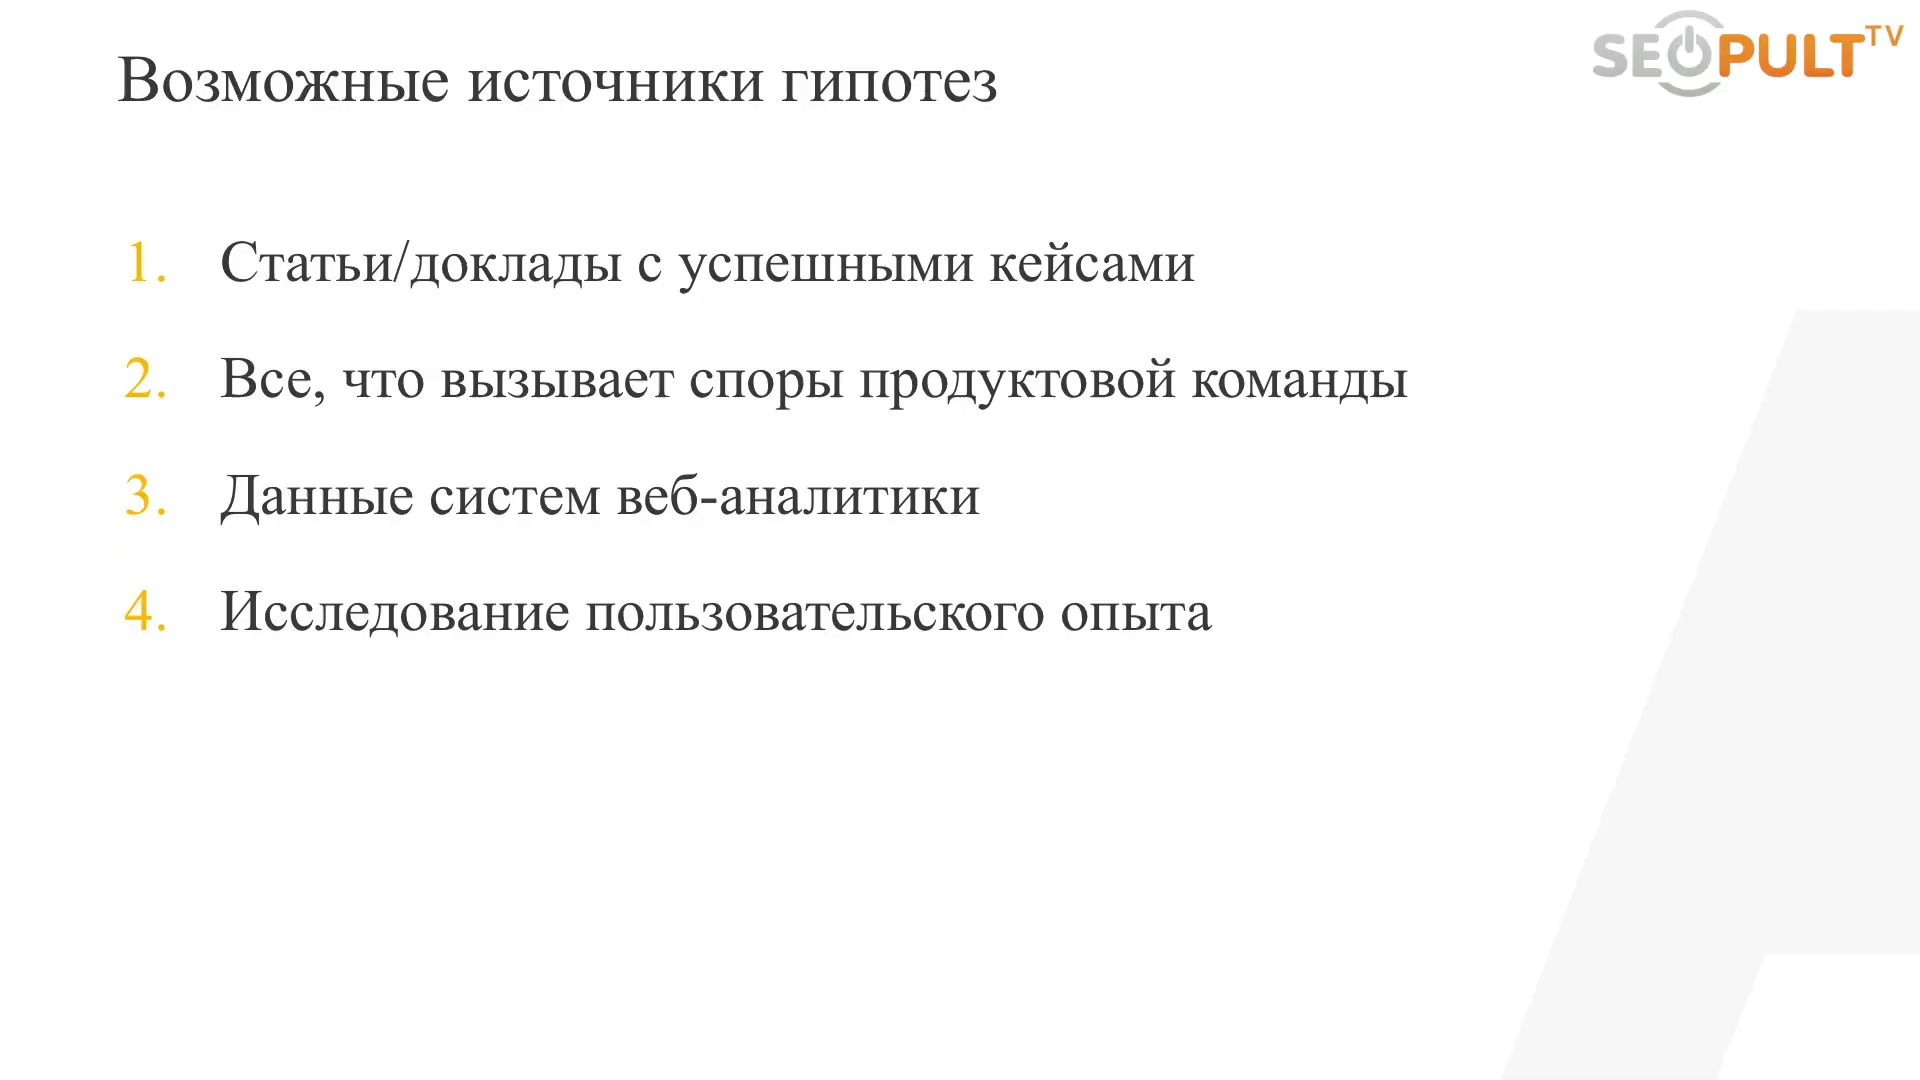 Возможные источники гипотез
SEOPULT TV
1. Статьи/доклады с успешными кейсами
2. Все, что вызывает споры продуктовой команды
3. Данные систем веб-аналитики
4. Исследование пользовательского опыта